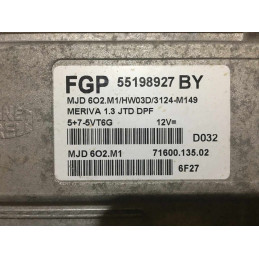 FGP 55198927 BY
MJD 6O2.M1/HW03D/3124-M149
MERIVA 1.3 JTD DPF
5+7-5VT6G 12V=
D032
MJD 6O2.M1 71600.135.02
6F27